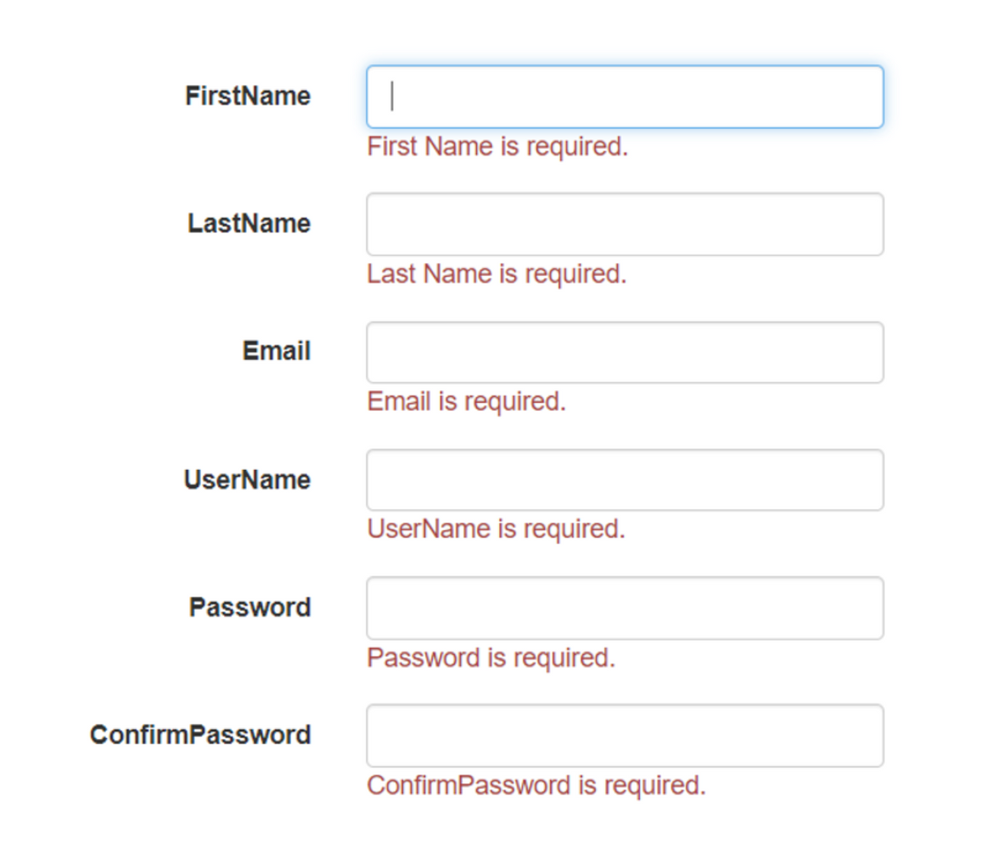 FirstName
First Name is required.
LastName
Last Name is required.
Email
Email is required.
UserName
UserName is required.
Password
Password is required.
ConfirmPassword
ConfirmPassword is required.